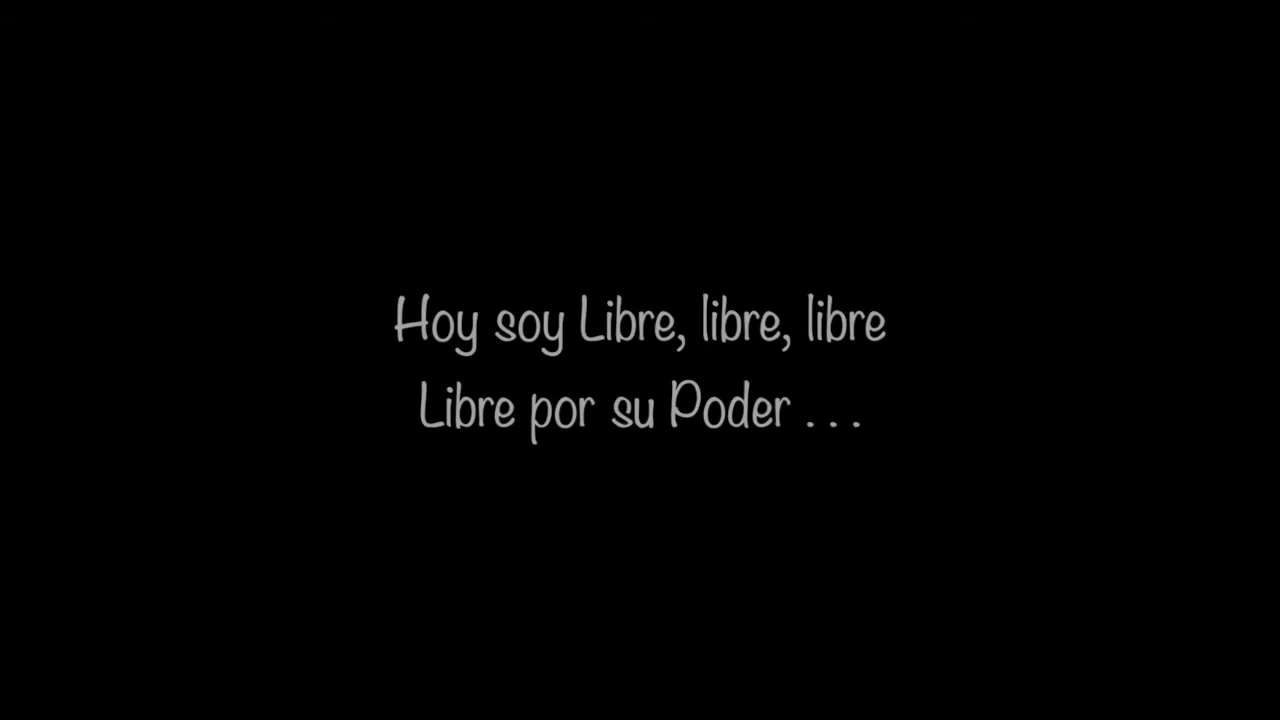 Hoy soy Libre, libre, libre
Libre por su Poder . . .